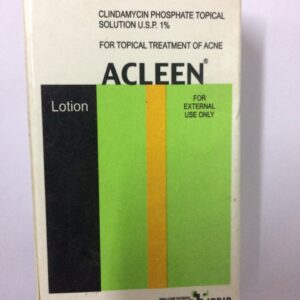 CLINDAMYCIN PHOSPHATE TOPICAL
SOLUTION U.S.P. 1%
FOR TOPICAL TREATMENT OF ACNE
ACLEEN®
Lotion
FOR
EXTERNAL
USE ONLY